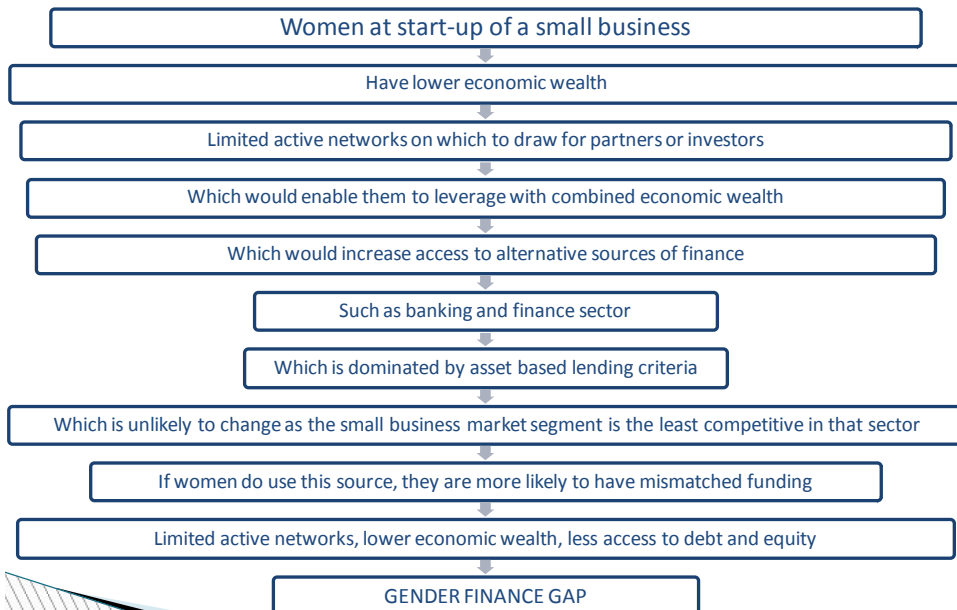 Women at start-up of a small business
Have lower economic wealth
Limited active networks on which to draw for partners or investors
Which would enable them to leverage with combined economic wealth
Which would increase access to alternative sources of finance
Such as banking and finance sector
Which is dominated by asset based lending criteria
Which is unlikely to change as the small business market segment is the least competitive in that sector
If women do use this source, they are more likely to have mismatched funding
Limited active networks, lower economic wealth, less access to debt and equity
GENDER FINANCE GAP